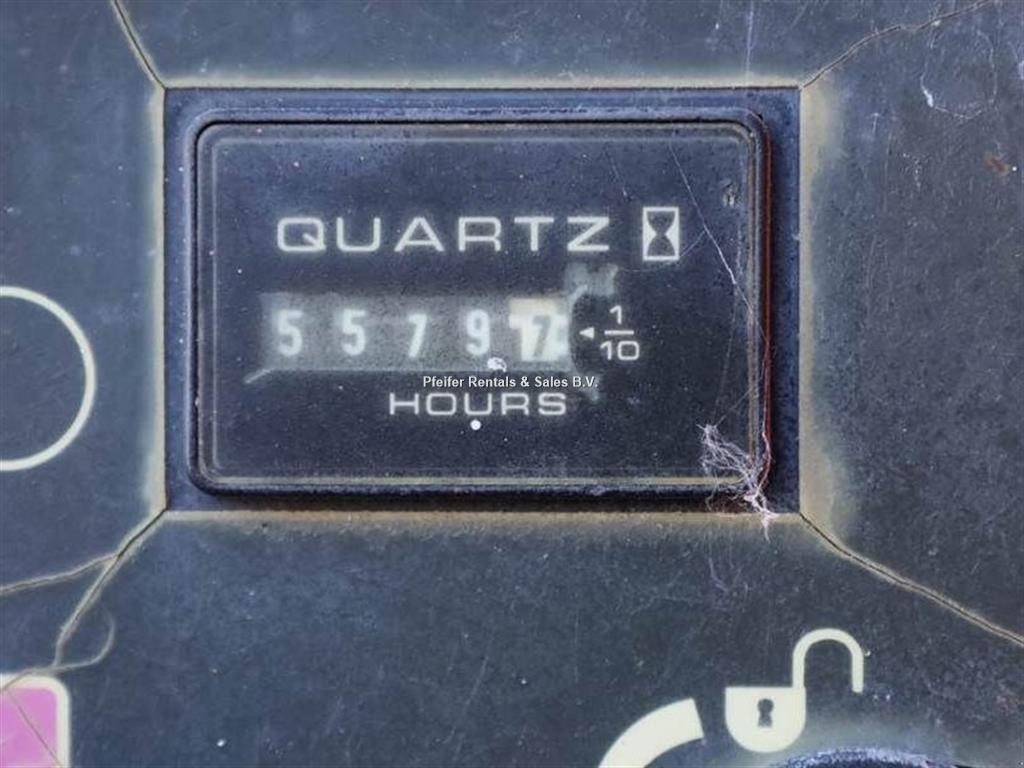 QUARTZ
5 5 7 9 7
1/10
Pfeifer Rentals & Sales B.V.
HOURS